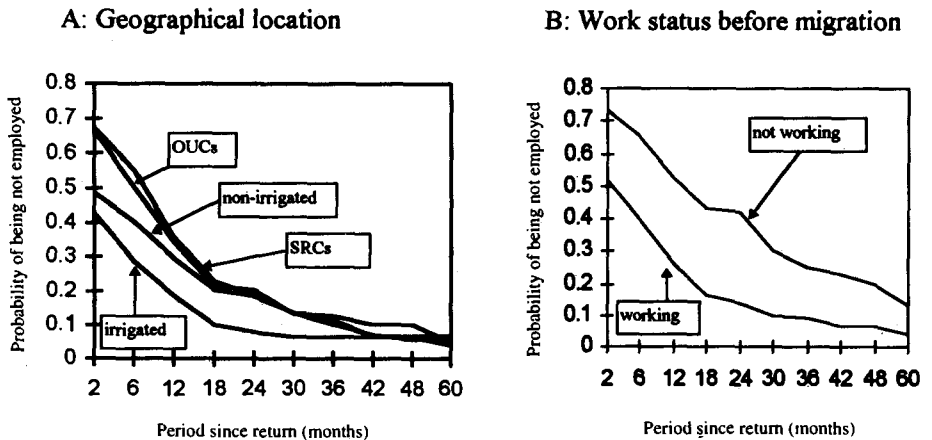 A: Geographical location
Probability of being not employed
0.8
0.7
0.6
0.5
0.4
0.3
0.2
0.1
0
OUCs
non-irrigated
SRCs
irrigated
2 6 12 18 24 30 36 42 48 60
Period since return (months)
B: Work status before migration
Probability of being not employed
0.8
0.7
0.6
0.5
0.4
0.3
0.2
0.1
0
not working
working
2 6 12 18 24 30 36 42 48 60
Period since return (months)